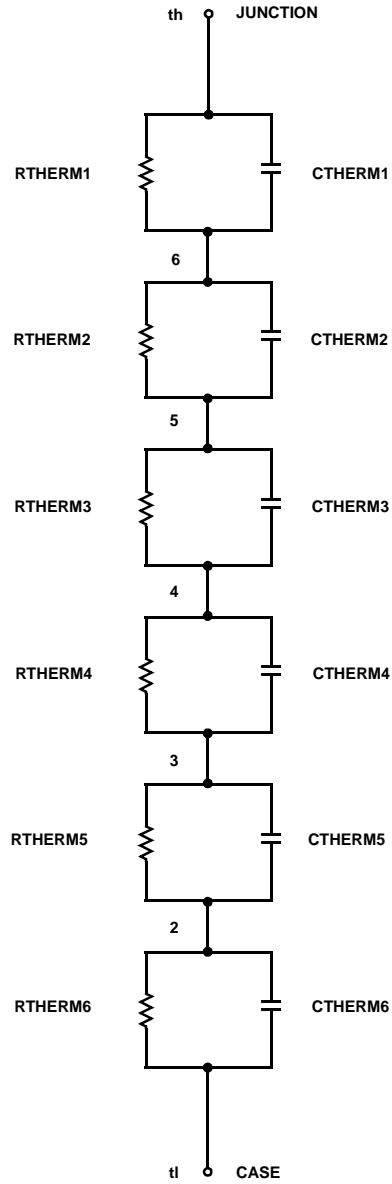 th JUNCTION
RTHERM1 CTHERM1
6
RTHERM2 CTHERM2
5
RTHERM3 CTHERM3
4
RTHERM4 CTHERM4
3
RTHERM5 CTHERM5
2
RTHERM6 CTHERM6
tl CASE